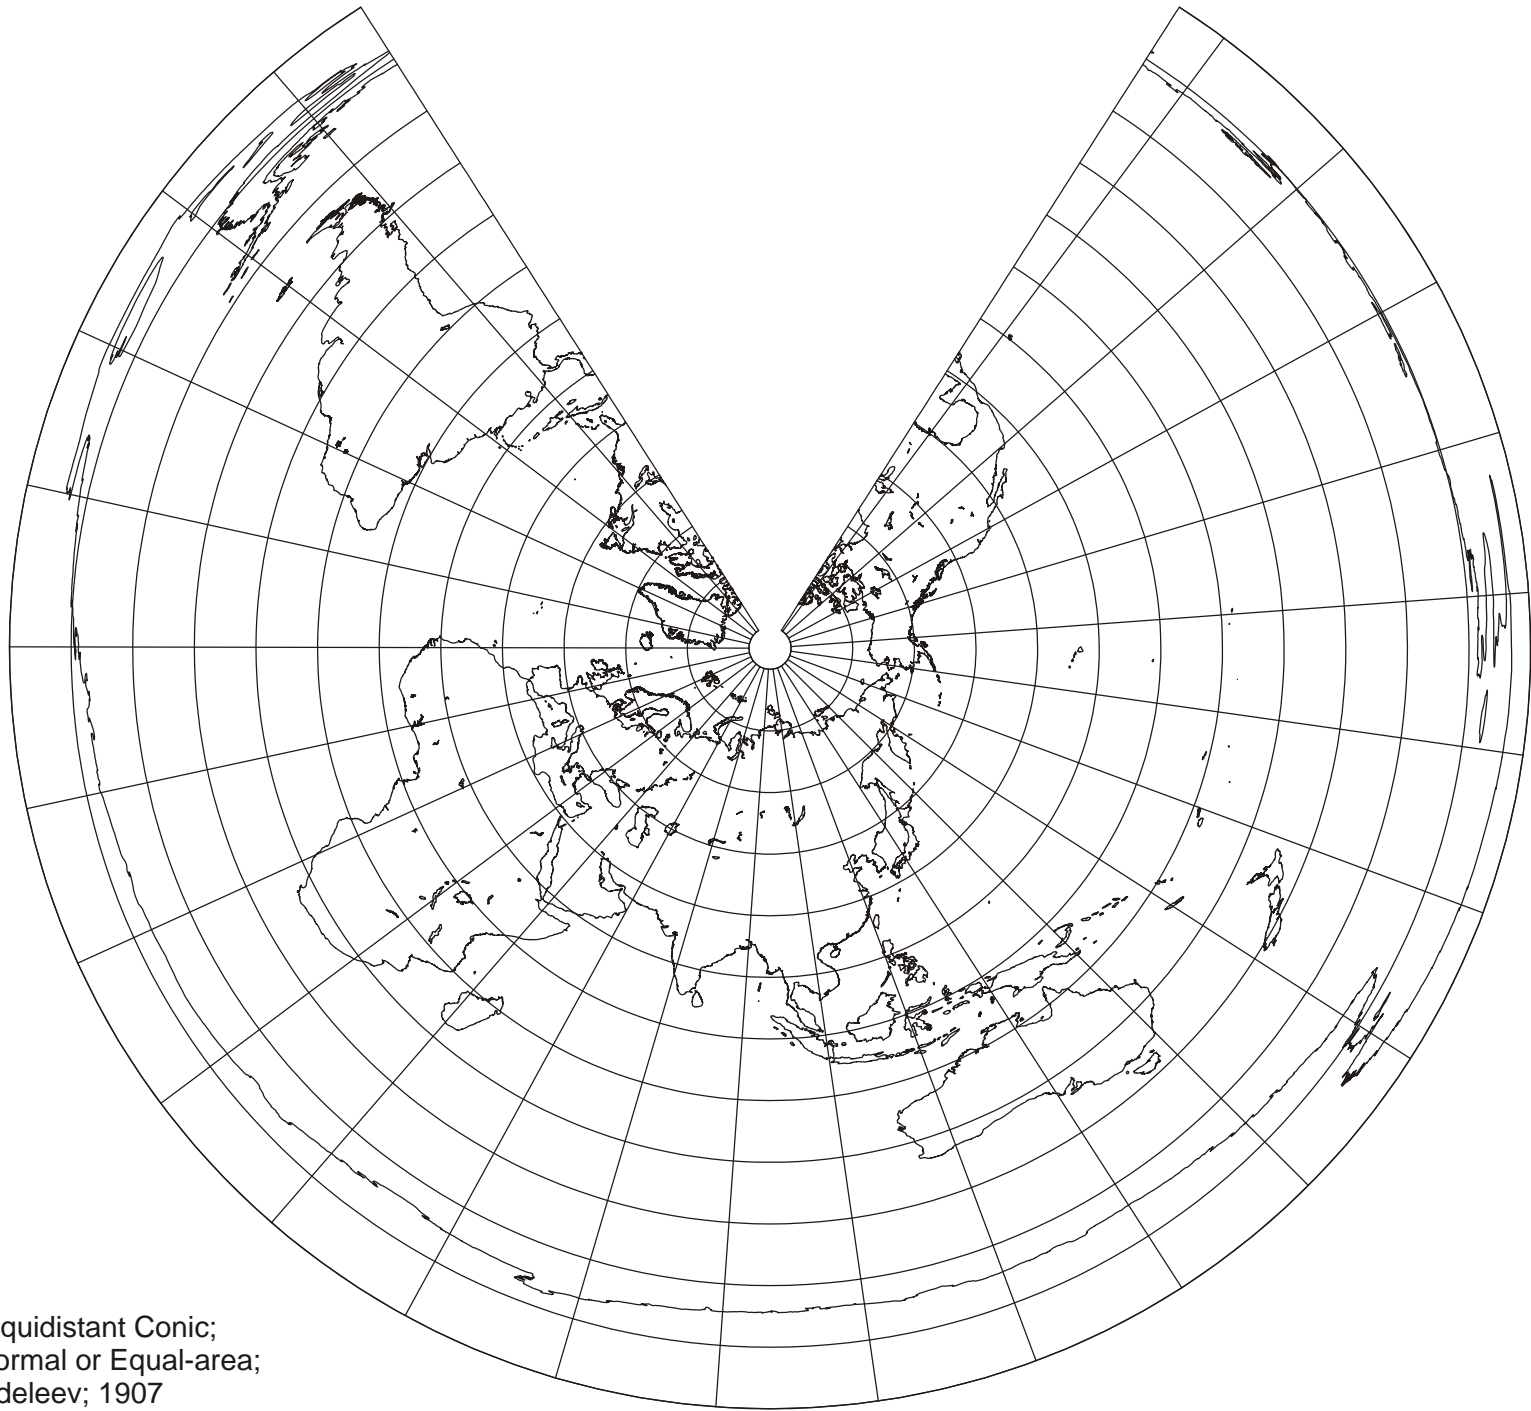 quidistant Conic;
ormal or Equal-area;
deleev; 1907